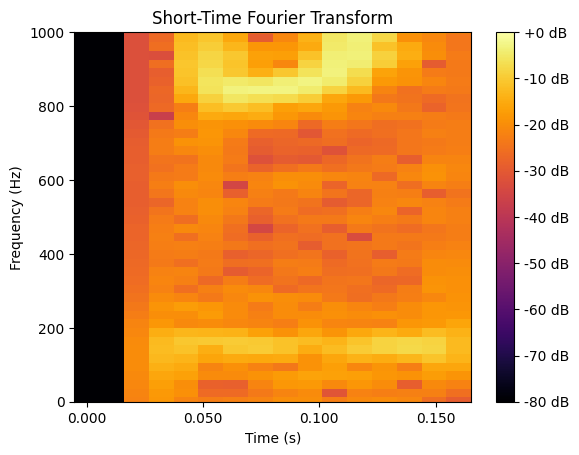 Short-Time Fourier Transform
1000
800
600
400
200
0
Frequency (Hz)
0.000
0.050
0.100
0.150
Time (s)
+0 dB
-10 dB
-20 dB
-30 dB
-40 dB
-50 dB
-60 dB
-70 dB
-80 dB